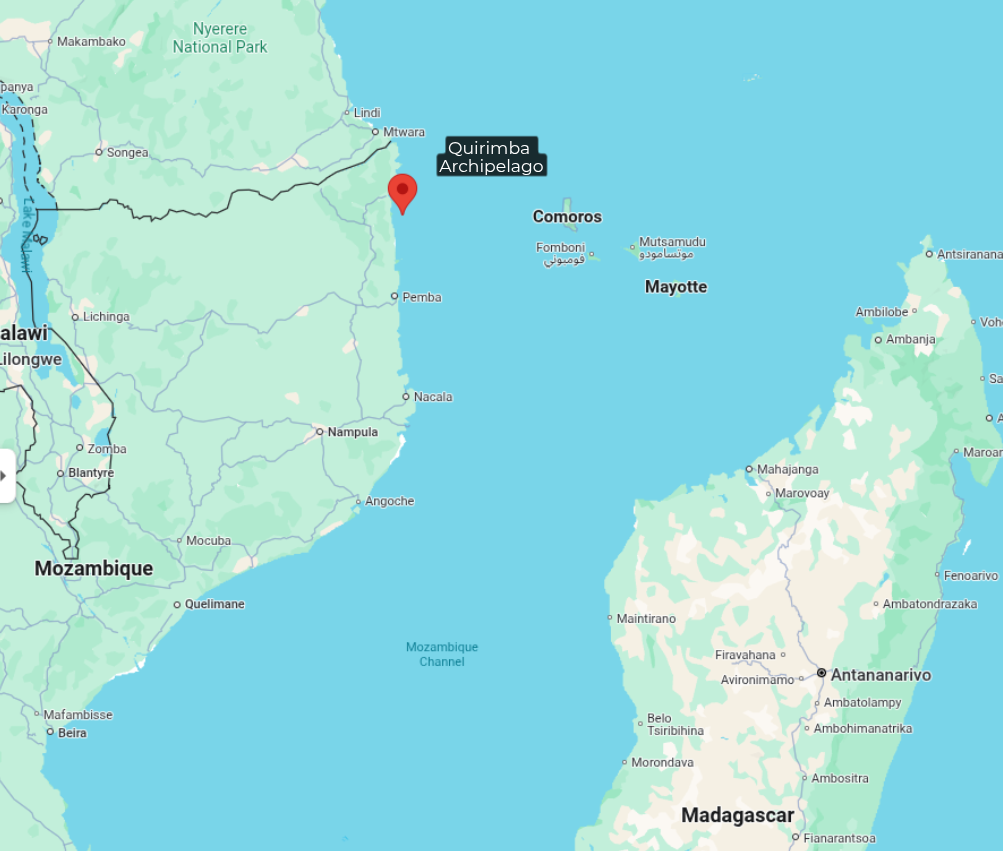 Nyerere
National Park
Makambako
panya
Karonga
Lindi
Mtwara
Songea
Quirimba
Archipelago
Lake Malawi
Comoros
Fomboni
فومبوني
Mutsamudu
موتسامودو
Mayotte
Antsiranana
Pemba
Lichinga
Ambilobe
Voh
Ambanja
alawi
Lilongwe
Sa
Nacala
A
Nampula
Zomba
Maroar
Blantyre
Mahajanga
Marovoay
Angoche
Mocuba
Mozambique
Fenoarivo
Quelimane
Ambatondrazaka
Maintirano
Mozambique
Channel
Firavahana
Avironimamo
Antananarivo
Ambatolampy
Mafambisse
Belo
Tsiribihina
Ambohimanatrika
Beira
Morondava
Ambositra
Madagascar
Fianarantsoa